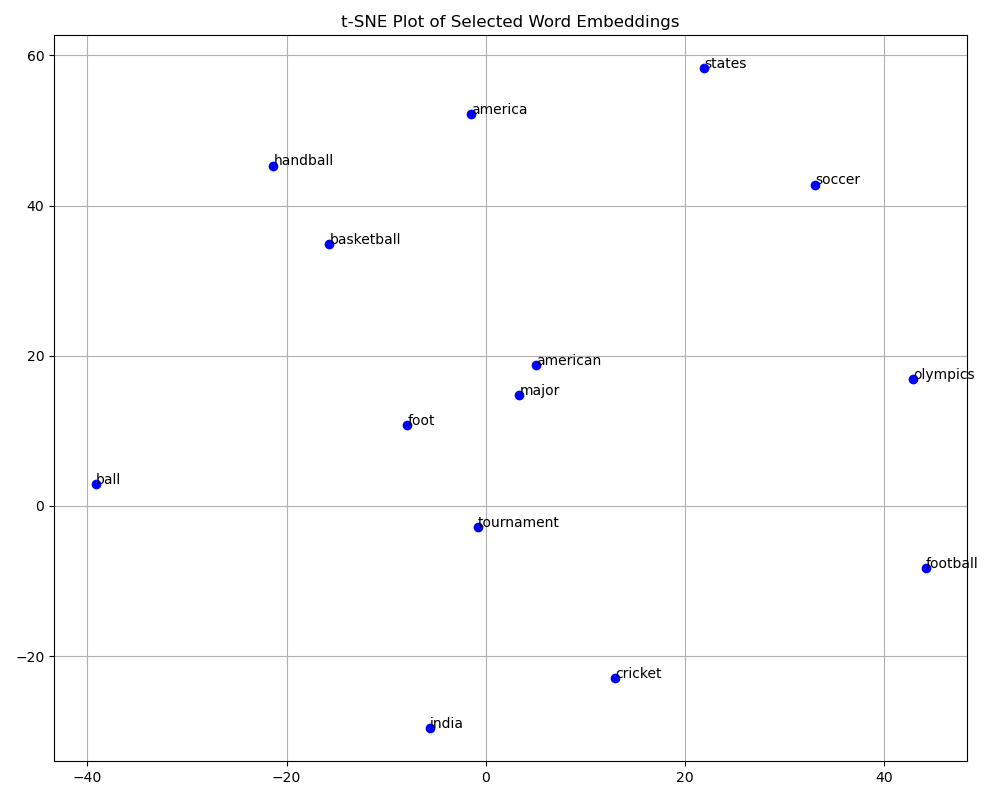 t-SNE Plot of Selected Word Embeddings
60
states
america
handball
soccer
40
basketball
20
american
olympics
major
foot
ball
0
tournament
football
−20
cricket
india
−40
−20
0
20
40